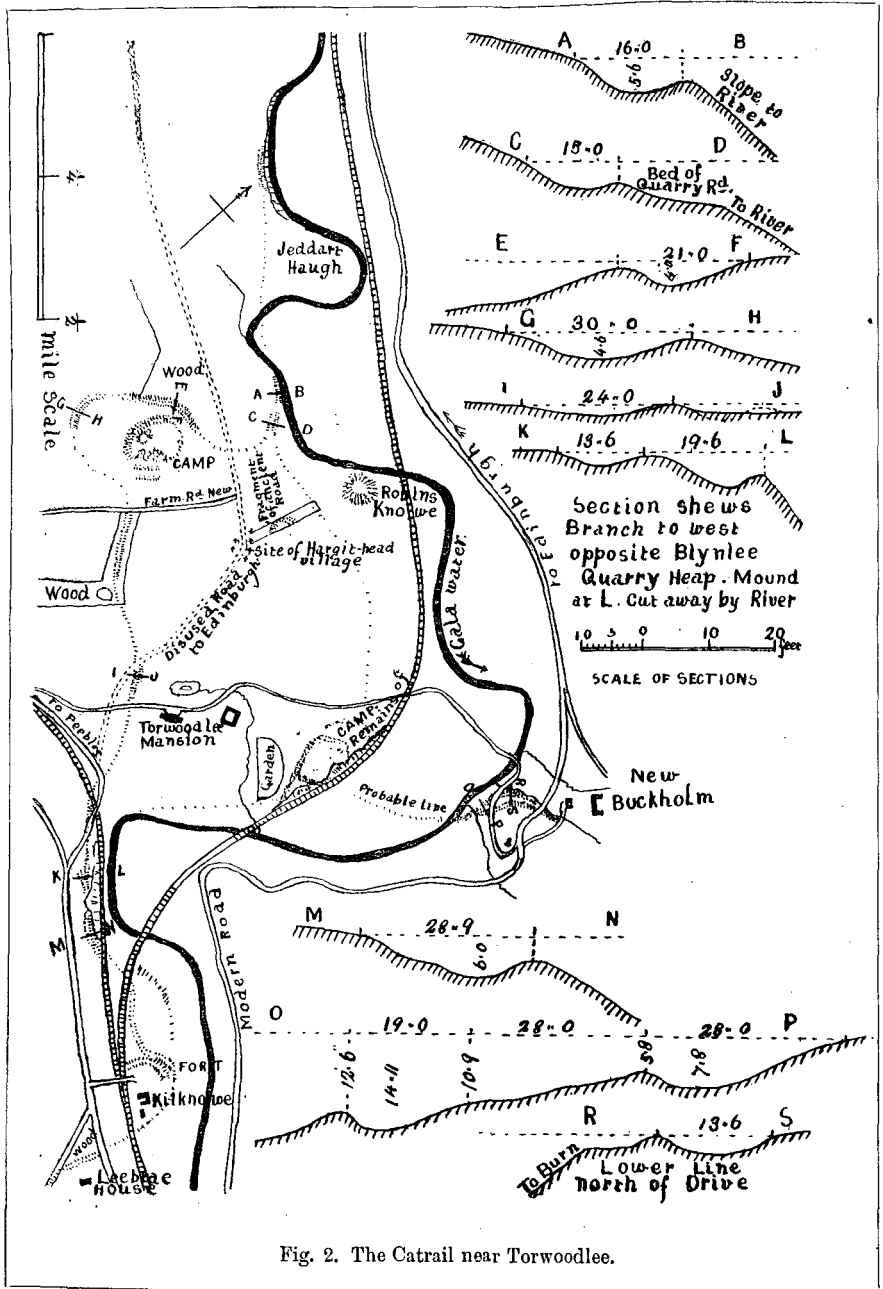 A 16.0 B
5.6
Slope to
River
C 15.0 D
Bed of
Quarry Rd.
To River
E 21.0 F
G 30 . 0 H
4.6
I 24.0 J
K 13.6 19.6 L
Section shews
Branch to west
opposite Blynlee
Quarry Heap. Mound
at L. Cut away by River
10 5 0 10 20
feet
SCALE OF SECTIONS
1/4
1/2
mile Scale
Jeddart
Haugh
Wood
E
F
G
H
A B
C D
CAMP
Farm Rd New
Fragment
of ancient
Road
Robins
Knowe
Site of Hargit-head
village
Wood
Disused Road
to Edinburgh
to Edinburgh
Gala Water
I J
To Peebles
Torwoodlee
Mansion
Garden
CAMP
Remains of
Probable Line
O
R
S
P
New
Buckholm
K L
M N
Modern Road
FORT
Kilknowe
Wood
Leebrae
House
M 28.9 N
6.0
O 19.0 28.0 28.0 P
12.6
14.11
10.9
5.8
7.8
R 13.6 S
To Burn
Lower Line
North of Drive
Fig. 2. The Catrail near Torwoodlee.